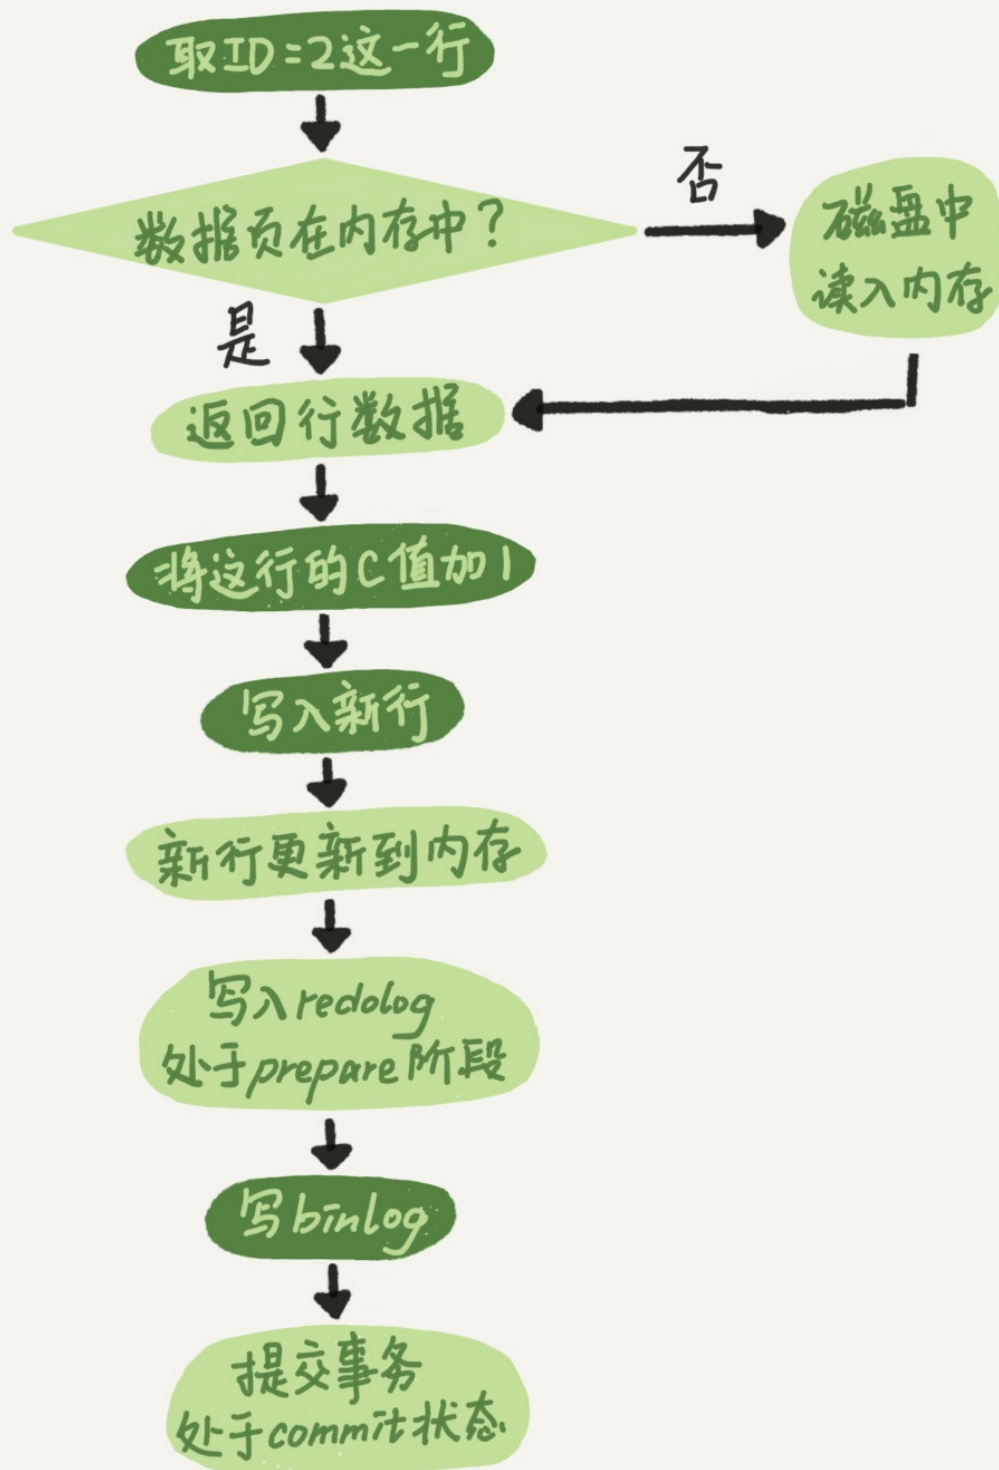 取ID=2这一行
数据页在内存中？
否
磁盘中
读入内存
是
返回行数据
将这行的C值加1
写入新行
新行更新到内存
写入redolog
处于prepare阶段
写binlog
提交事务
处于commit状态